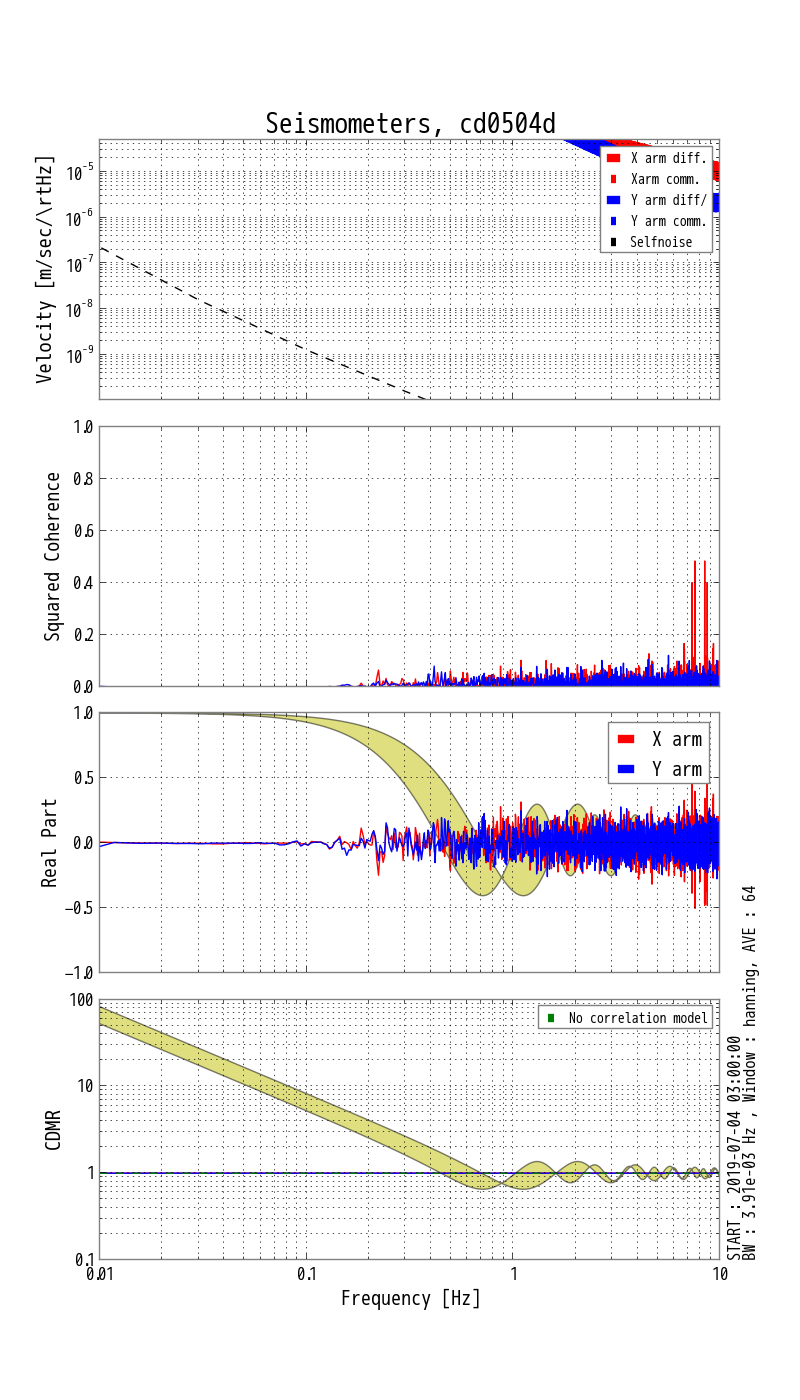 Seismometers, cd0504d
Velocity [m/sec/\rtHz]
10⁻⁵
10⁻⁶
10⁻⁷
10⁻⁸
10⁻⁹
X arm diff.
Xarm comm.
Y arm diff/
Y arm comm.
Selfnoise
Squared Coherence
1.0
0.8
0.6
0.4
0.2
0.0
Real Part
1.0
0.5
0.0
−0.5
−1.0
X arm
Y arm
CDMR
100
10
1
0.1
No correlation model
0.01
0.1
1
10
Frequency [Hz]
START : 2019-07-04 03:00:00
BW : 3.91e-03 Hz , Window : hanning, AVE : 64